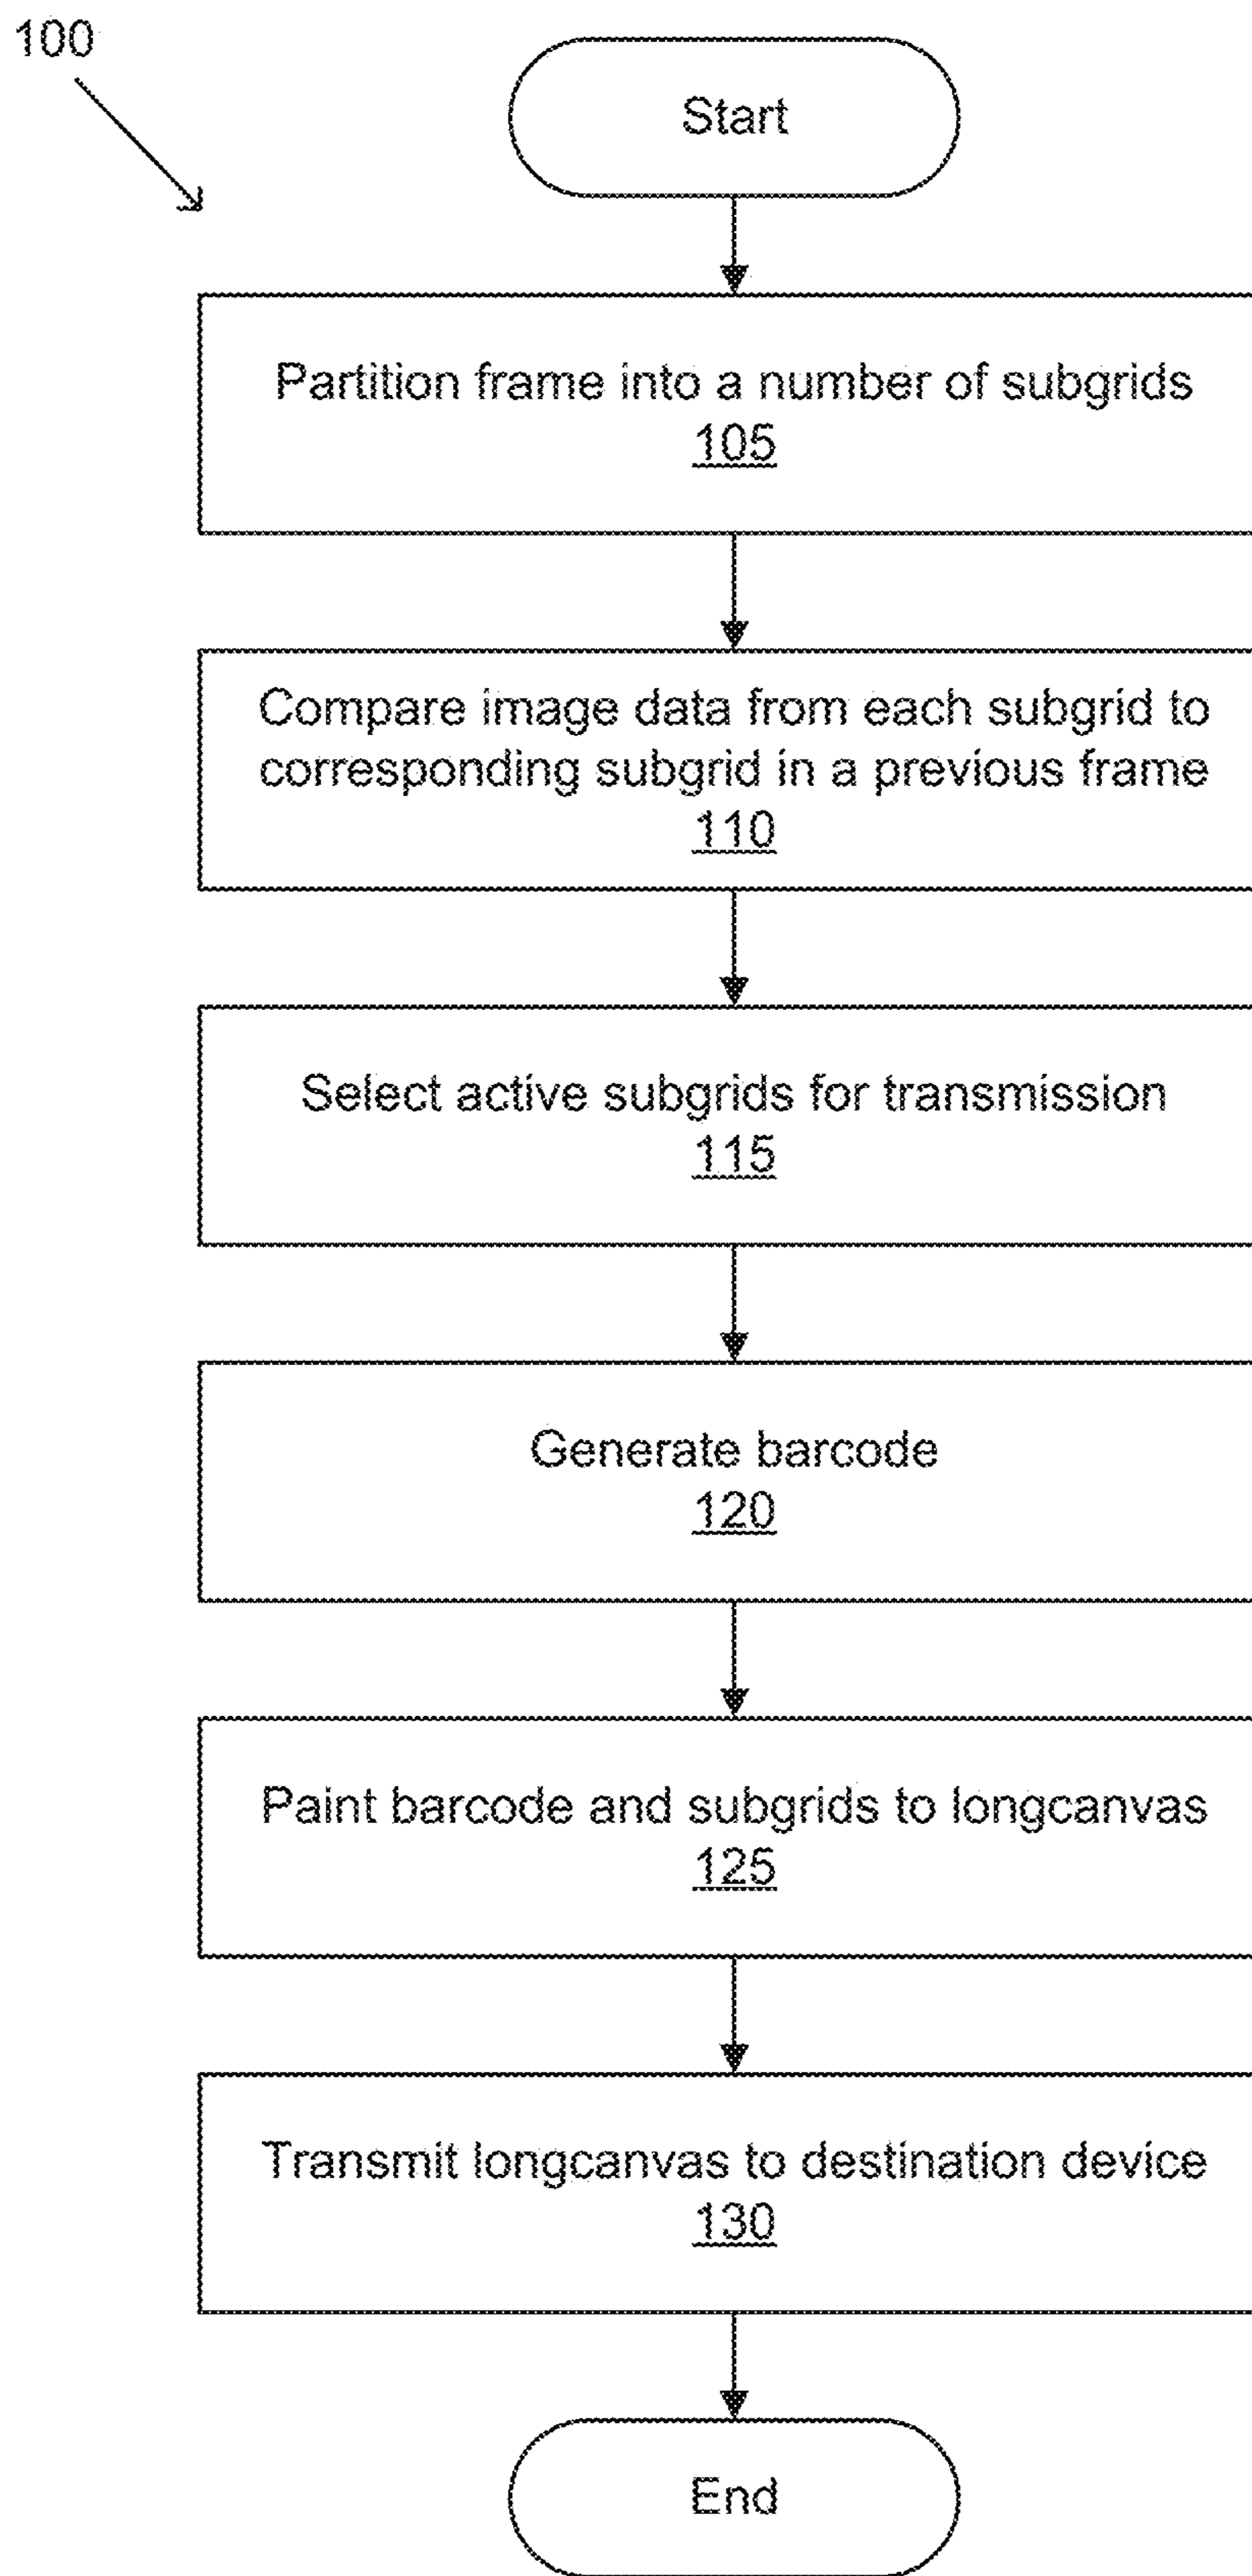 100
Start
Partition frame into a number of subgrids
105
Compare image data from each subgrid to
corresponding subgrid in a previous frame
110
Select active subgrids for transmission
115
Generate barcode
120
Paint barcode and subgrids to longcanvas
125
Transmit longcanvas to destination device
130
End